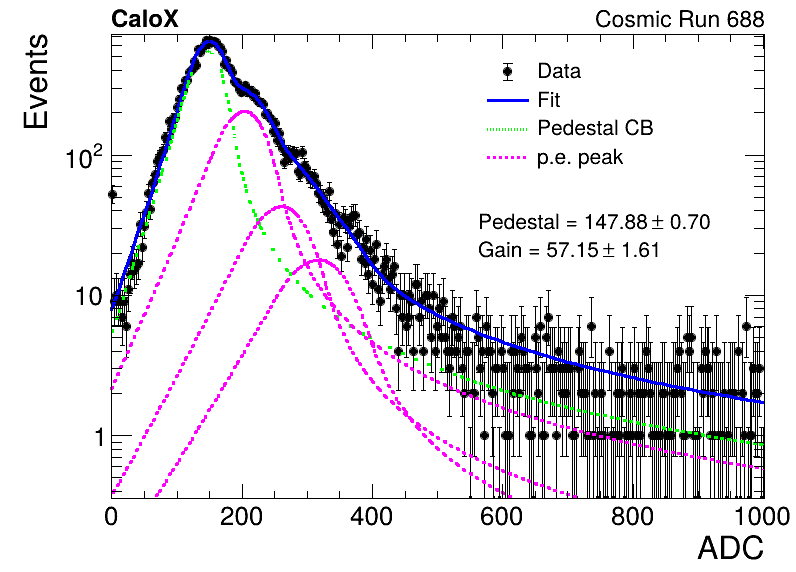 CaloX Cosmic Run 688
Events
Data
Fit
Pedestal CB
p.e. peak
Pedestal = 147.88 ± 0.70
Gain = 57.15 ± 1.61
10²
10
1
0 200 400 600 800 1000
ADC